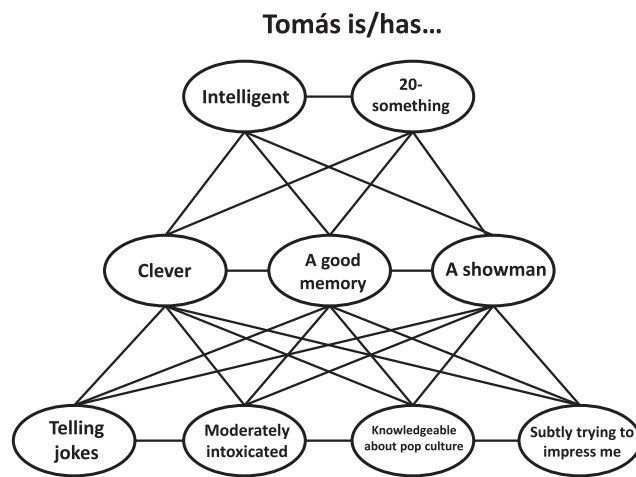 Tomás is/has...
Intelligent
20-
something
Clever
A good
memory
A showman
Telling
jokes
Moderately
intoxicated
Knowledgeable
about pop culture
Subtly trying to
impress me